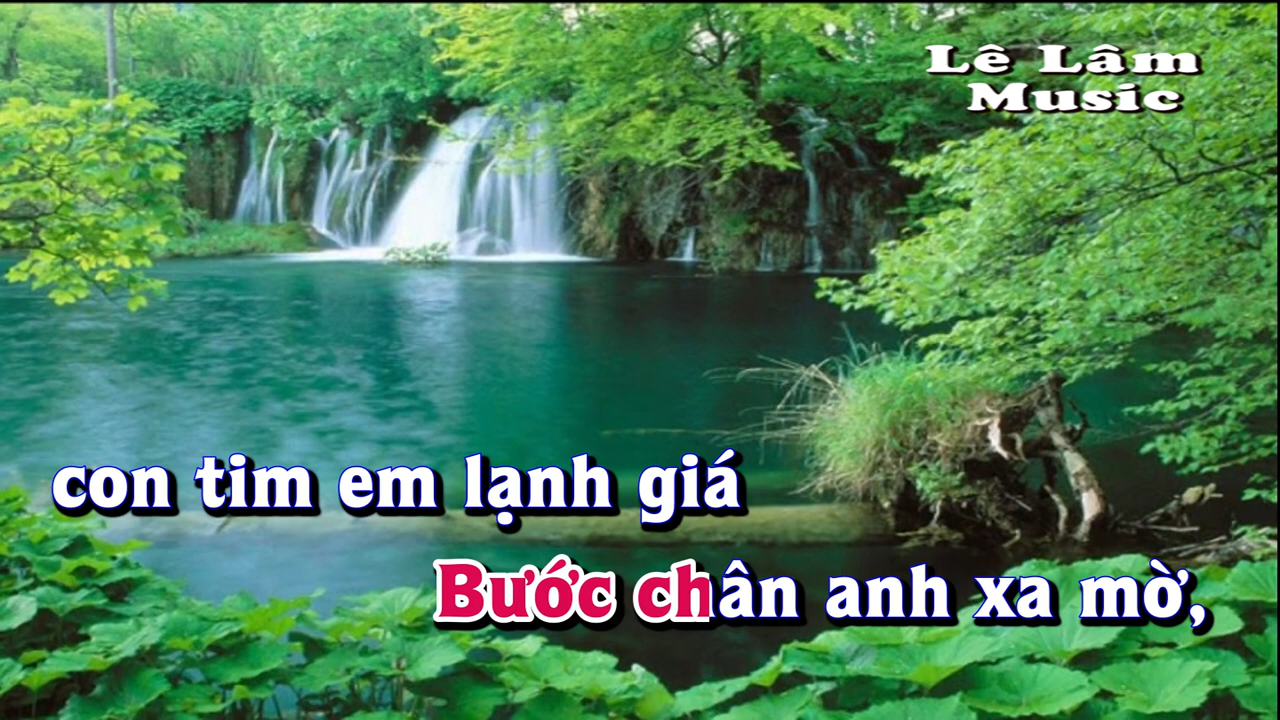 Lê Lâm
Music
con tim em lạnh giá
Bước chân anh xa mờ,